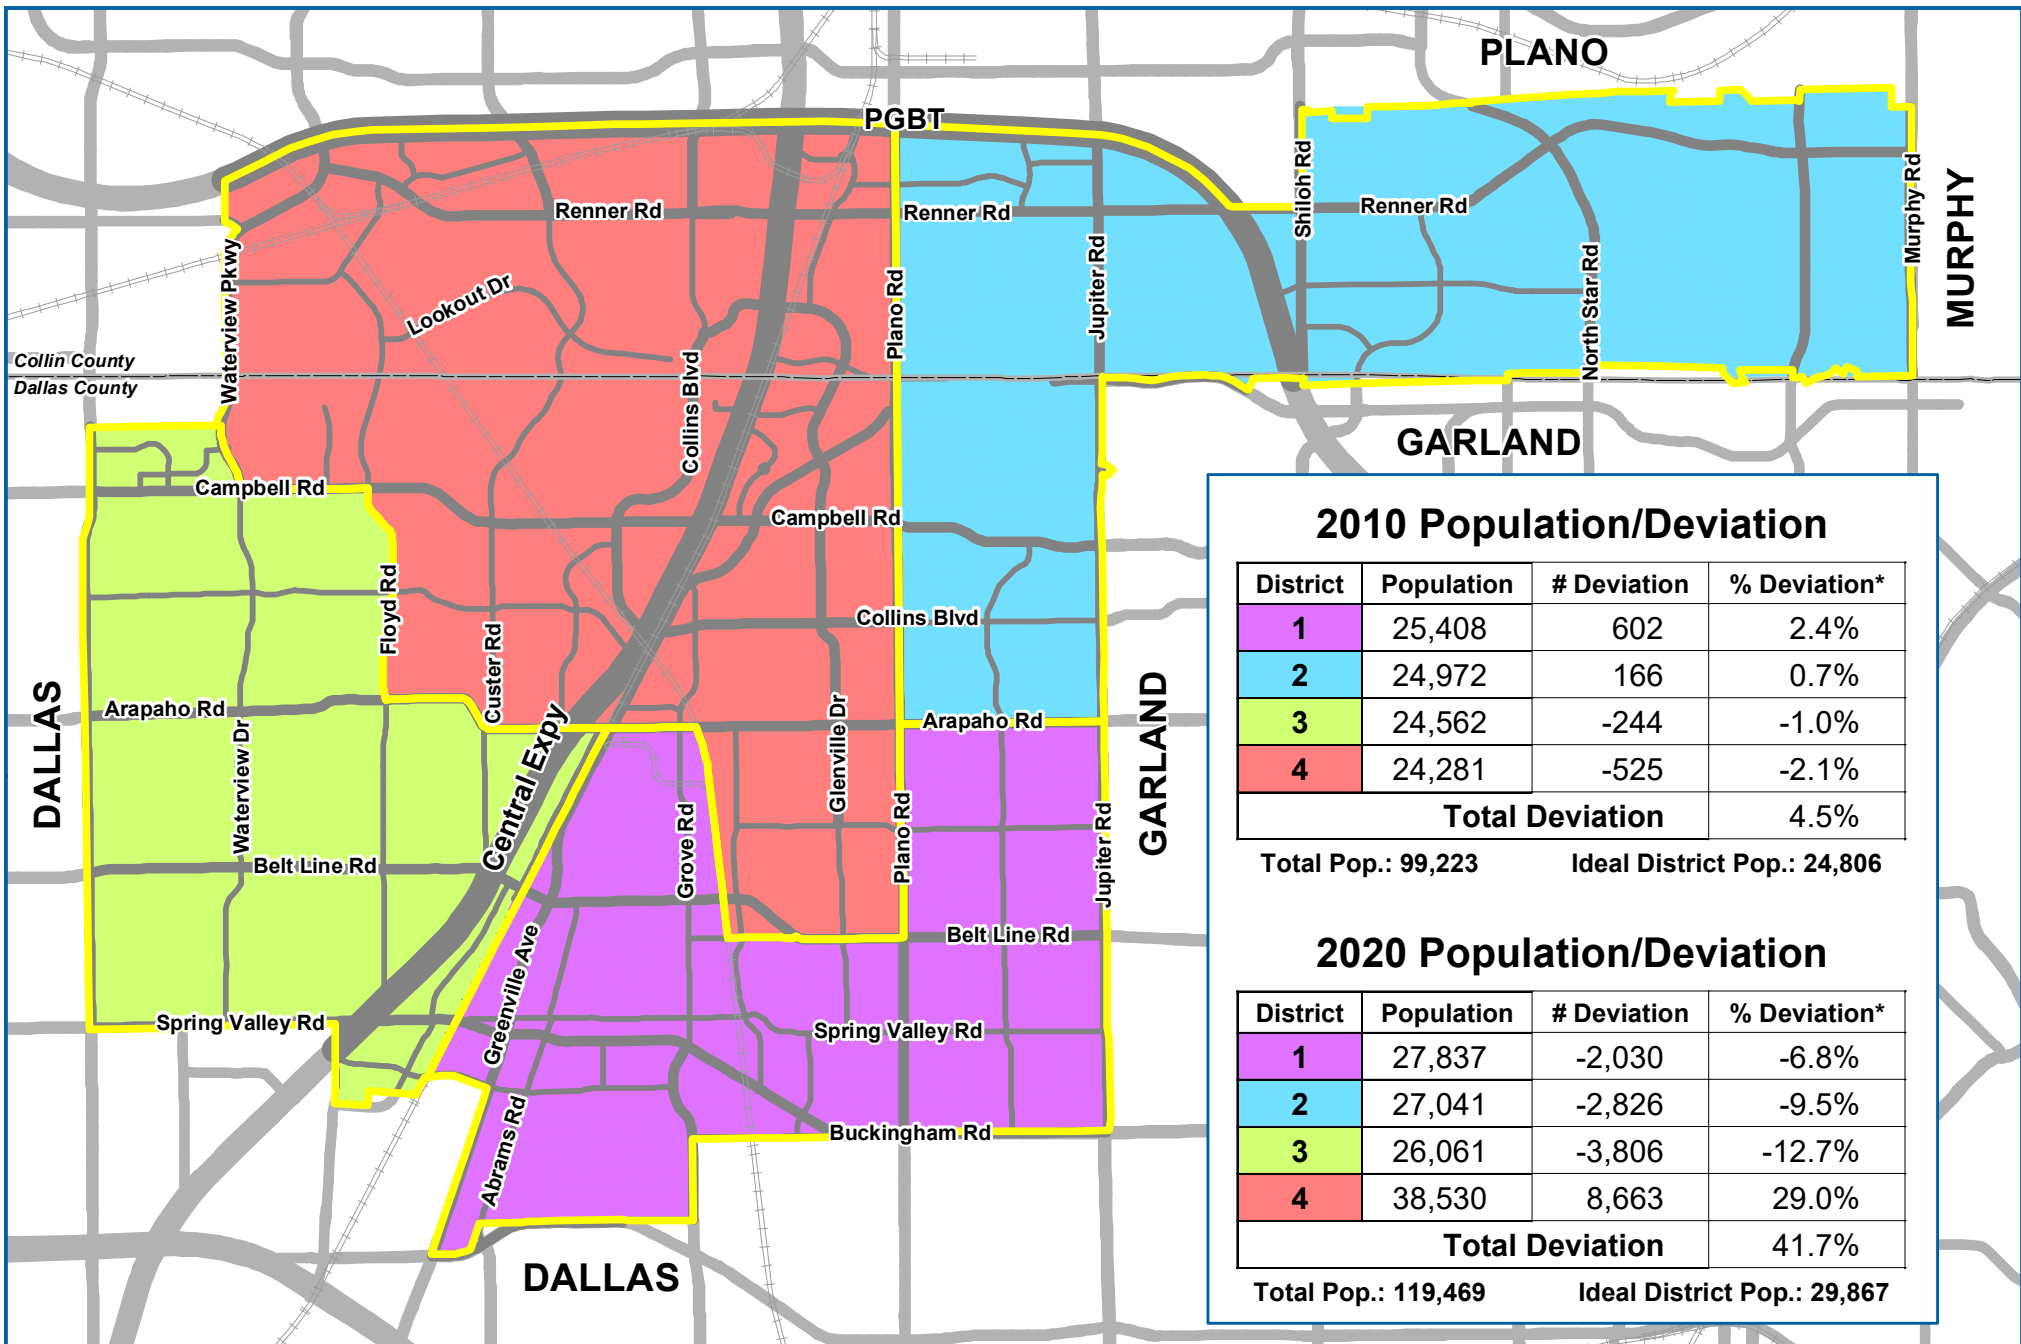 PLANO
PGBT
Shiloh Rd
Murphy Rd
MURPHY
Renner Rd
Renner Rd
Renner Rd
Waterview Pkwy
Lookout Dr
Plano Rd
Jupiter Rd
North Star Rd
Collin County
Dallas County
Collins Blvd
GARLAND
Campbell Rd
Campbell Rd
Floyd Rd
Custer Rd
Collins Blvd
DALLAS
Arapaho Rd
Waterview Dr
Central Expy
Glenville Dr
Arapaho Rd
GARLAND
Belt Line Rd
Grove Rd
Plano Rd
Jupiter Rd
Greenville Ave
Belt Line Rd
Spring Valley Rd
Spring Valley Rd
Abrams Rd
Buckingham Rd
DALLAS
2010 Population/Deviation
District Population # Deviation % Deviation*
1 25,408 602 2.4%
2 24,972 166 0.7%
3 24,562 -244 -1.0%
4 24,281 -525 -2.1%
Total Deviation 4.5%
Total Pop.: 99,223 Ideal District Pop.: 24,806
2020 Population/Deviation
District Population # Deviation % Deviation*
1 27,837 -2,030 -6.8%
2 27,041 -2,826 -9.5%
3 26,061 -3,806 -12.7%
4 38,530 8,663 29.0%
Total Deviation 41.7%
Total Pop.: 119,469 Ideal District Pop.: 29,867